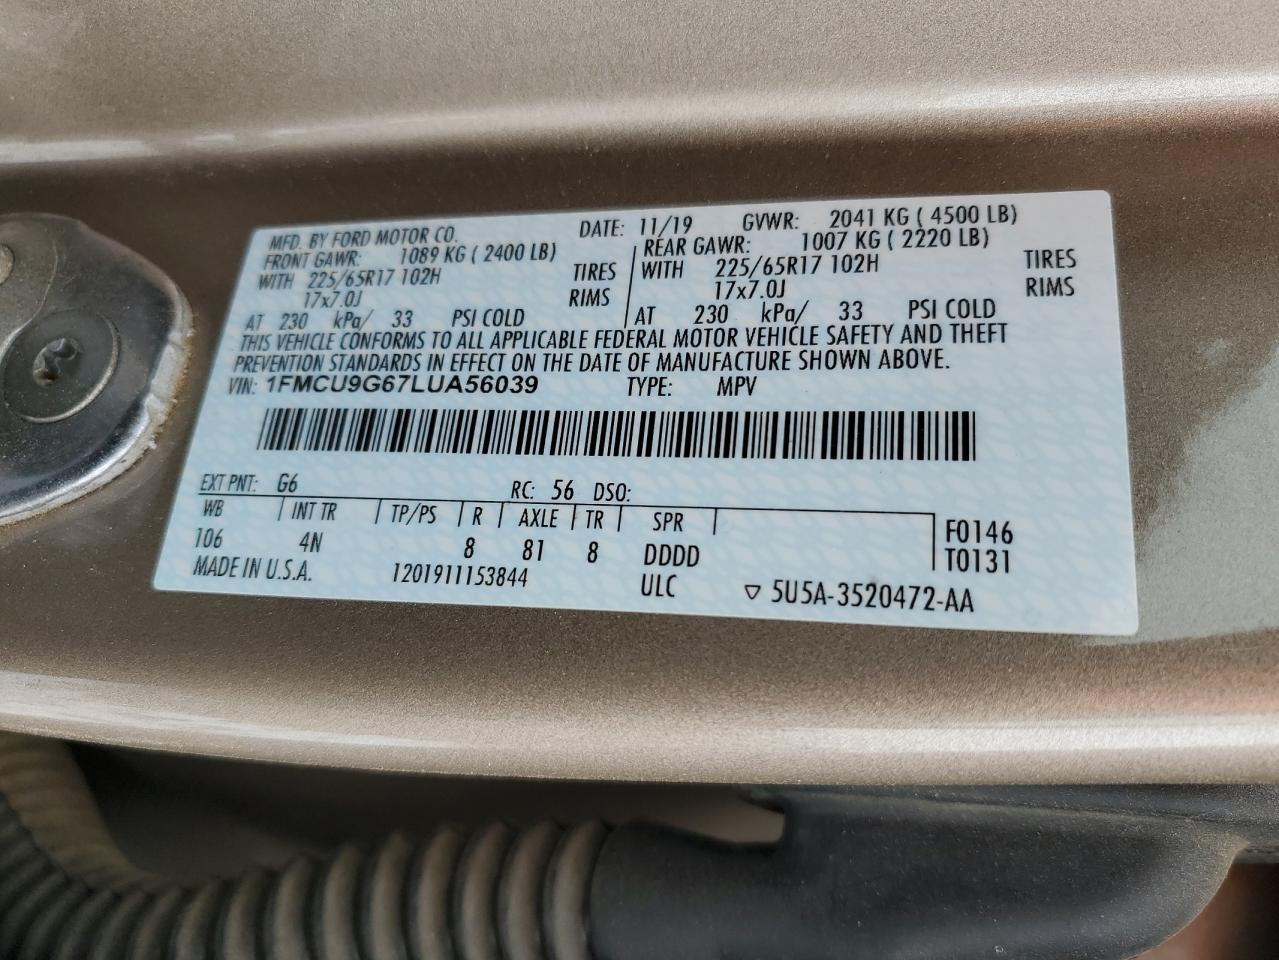 MFD. BY FORD MOTOR CO. DATE: 11/19 GVWR: 2041 KG ( 4500 LB)
FRONT GAWR: 1089 KG ( 2400 LB) REAR GAWR: 1007 KG ( 2220 LB)
WITH 225/65R17 102H TIRES WITH 225/65R17 102H TIRES
17x7.0J RIMS 17x7.0J RIMS
AT 230 kPa/ 33 PSI COLD AT 230 kPa/ 33 PSI COLD
THIS VEHICLE CONFORMS TO ALL APPLICABLE FEDERAL MOTOR VEHICLE SAFETY AND THEFT
PREVENTION STANDARDS IN EFFECT ON THE DATE OF MANUFACTURE SHOWN ABOVE.
VIN: 1FMCU9G67LUA56039 TYPE: MPV
EXT PNT: G6 RC: 56 DSO:
WB INT TR TP/PS R AXLE TR SPR F0146
106 4N 8 81 8 DDDD T0131
MADE IN U.S.A. 1201911153844 ULC ▽ 5U5A-3520472-AA